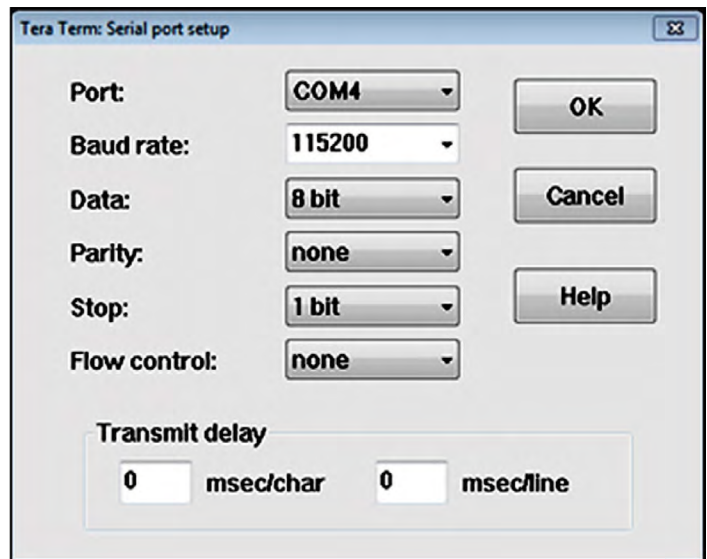 Tera Term: Serial port setup
Port: COM4 OK
Baud rate: 115200
Data: 8 bit Cancel
Parity: none
Stop: 1 bit Help
Flow control: none
Transmit delay
0 msec/char 0 msec/line